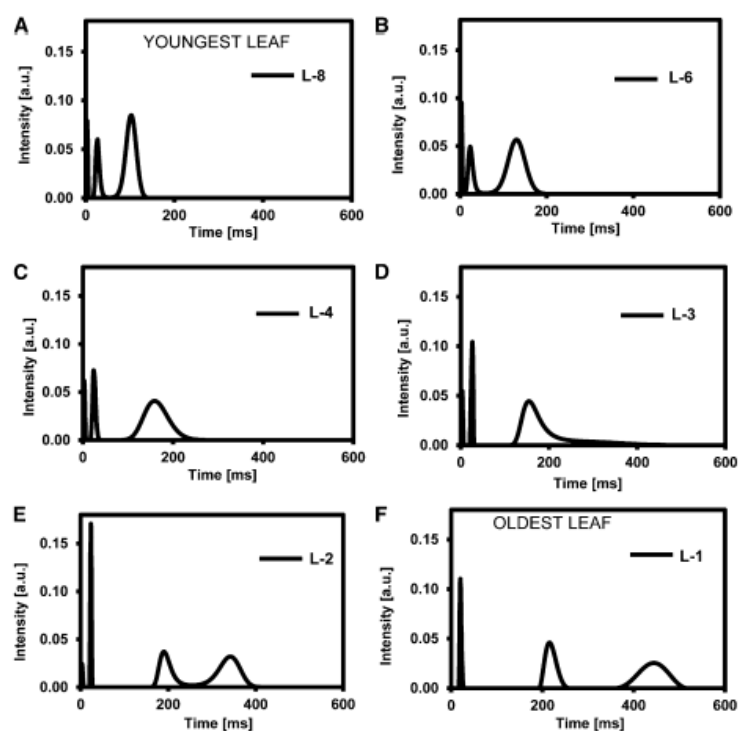 A
YOUNGEST LEAF
L-8
Intensity [a.u.]
0.15
0.10
0.05
0.00
0 200 400 600
Time [ms]
B
L-6
Intensity [a.u.]
0.15
0.10
0.05
0.00
0 200 400 600
Time [ms]
C
L-4
Intensity [a.u.]
0.15
0.10
0.05
0.00
0 200 400 600
Time [ms]
D
L-3
Intensity [a.u.]
0.15
0.10
0.05
0.00
0 200 400 600
Time [ms]
E
L-2
Intensity [a.u.]
0.15
0.10
0.05
0.00
0 200 400 600
Time [ms]
F
OLDEST LEAF
L-1
Intensity [a.u.]
0.15
0.10
0.05
0.00
0 200 400 600
Time [ms]